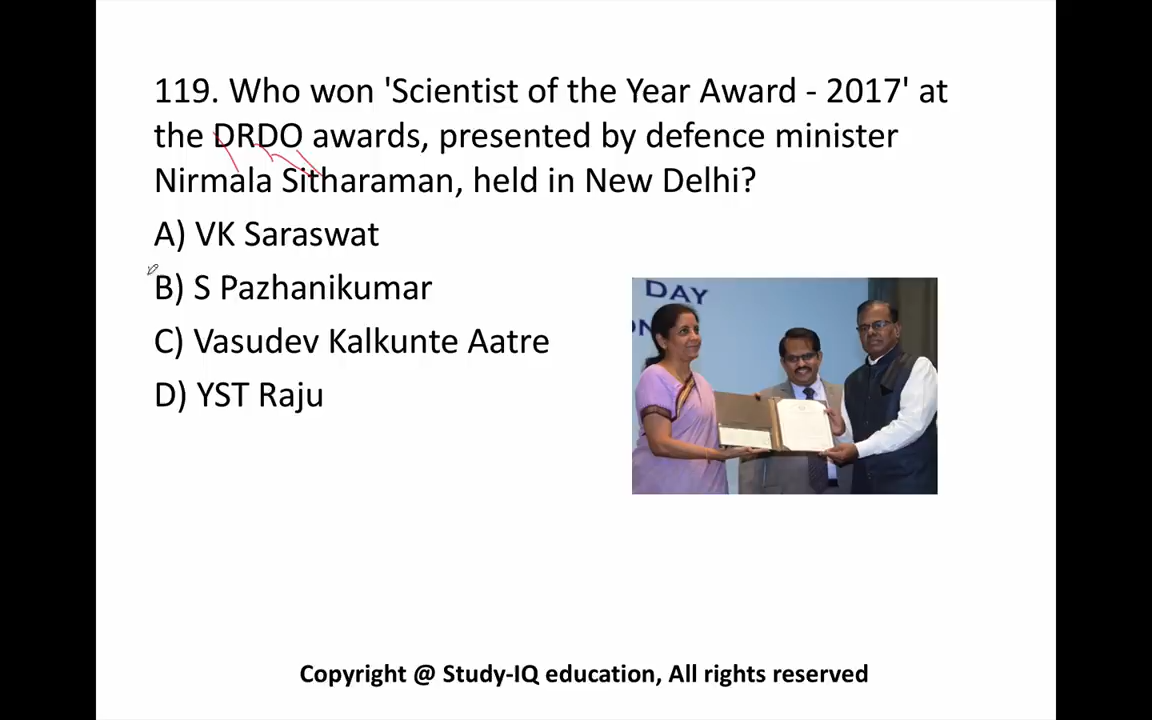 119. Who won 'Scientist of the Year Award - 2017' at
the DRDO awards, presented by defence minister
Nirmala Sitharaman, held in New Delhi?
A) VK Saraswat
B) S Pazhanikumar
C) Vasudev Kalkunte Aatre
D) YST Raju
DAY
Copyright @ Study-IQ education, All rights reserved